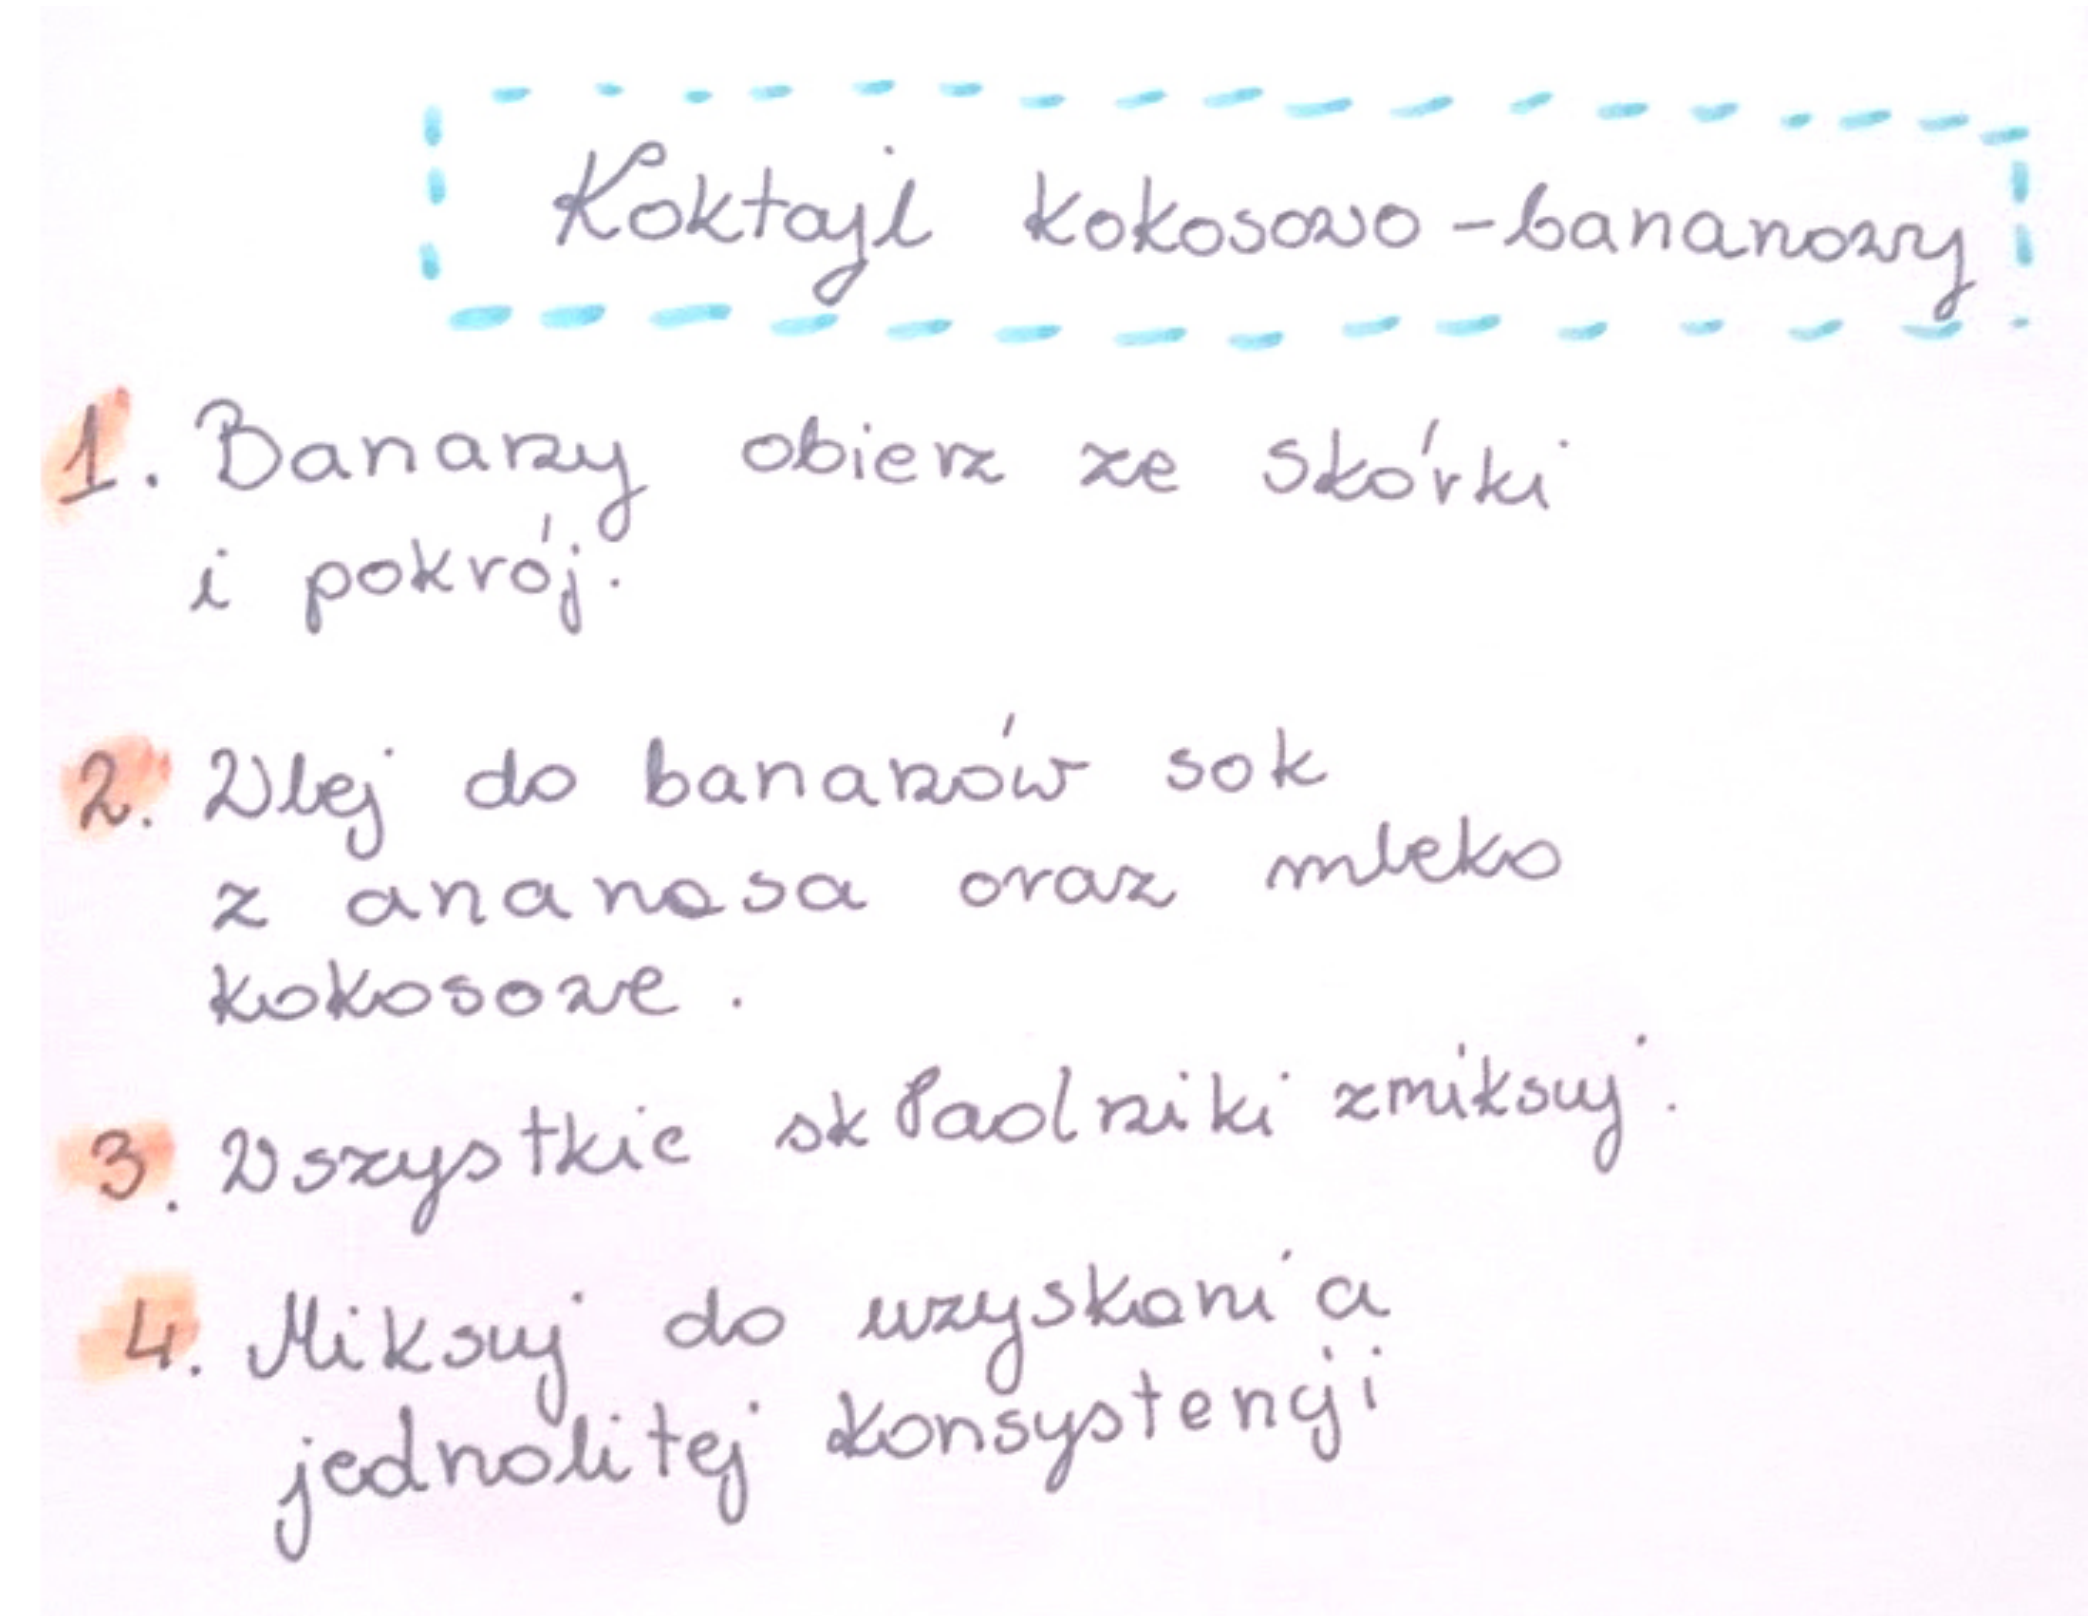 Koktajl kokosowo-bananowy
1. Banany obierz ze skórki
i pokrój.
2. Wlej do bananów sok
z ananasa oraz mleko
kokosowe.
3. Wszystkie składniki zmiksuj.
4. Miksuj do uzyskania
jednolitej konsystencji